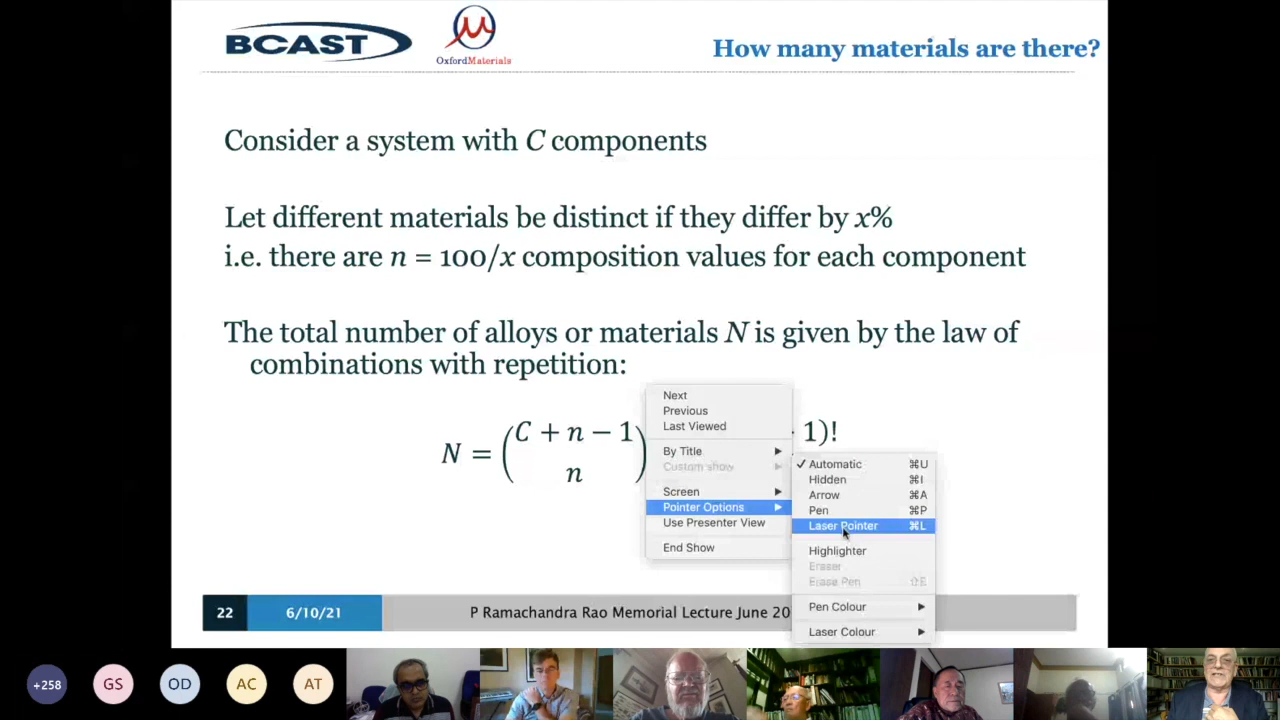 BCAST
OxfordMaterials
How many materials are there?
Consider a system with C components
Let different materials be distinct if they differ by x%
i.e. there are n = 100/x composition values for each component
The total number of alloys or materials N is given by the law of
combinations with repetition:
N = (C + n − 1
n)
1)!
Next
Previous
Last Viewed
By Title
Custom show
Screen
Pointer Options
Use Presenter View
End Show
✓ Automatic ⌘U
Hidden ⌘I
Arrow ⌘A
Pen ⌘P
Laser Pointer ⌘L
Highlighter
Eraser
Erase Pen ⇧E
Pen Colour
Laser Colour
22 6/10/21 P Ramachandra Rao Memorial Lecture June 20
+258 GS OD AC AT